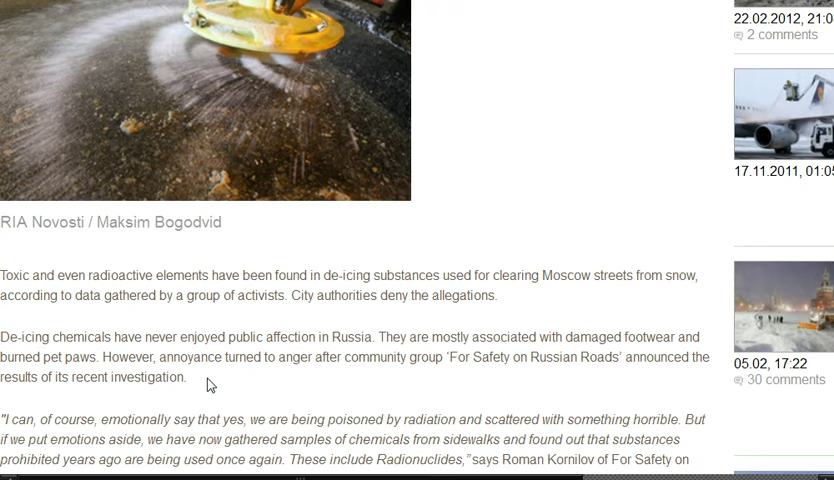 22.02.2012, 21:0
2 comments
17.11.2011, 01:05
RIA Novosti / Maksim Bogodvid
Toxic and even radioactive elements have been found in de-icing substances used for clearing Moscow streets from snow,
according to data gathered by a group of activists. City authorities deny the allegations.
De-icing chemicals have never enjoyed public affection in Russia. They are mostly associated with damaged footwear and
burned pet paws. However, annoyance turned to anger after community group ‘For Safety on Russian Roads’ announced the
results of its recent investigation.
05.02, 17:22
30 comments
"I can, of course, emotionally say that yes, we are being poisoned by radiation and scattered with something horrible. But
if we put emotions aside, we have now gathered samples of chemicals from sidewalks and found out that substances
prohibited years ago are being used once again. These include Radionuclides,” says Roman Kornilov of For Safety on